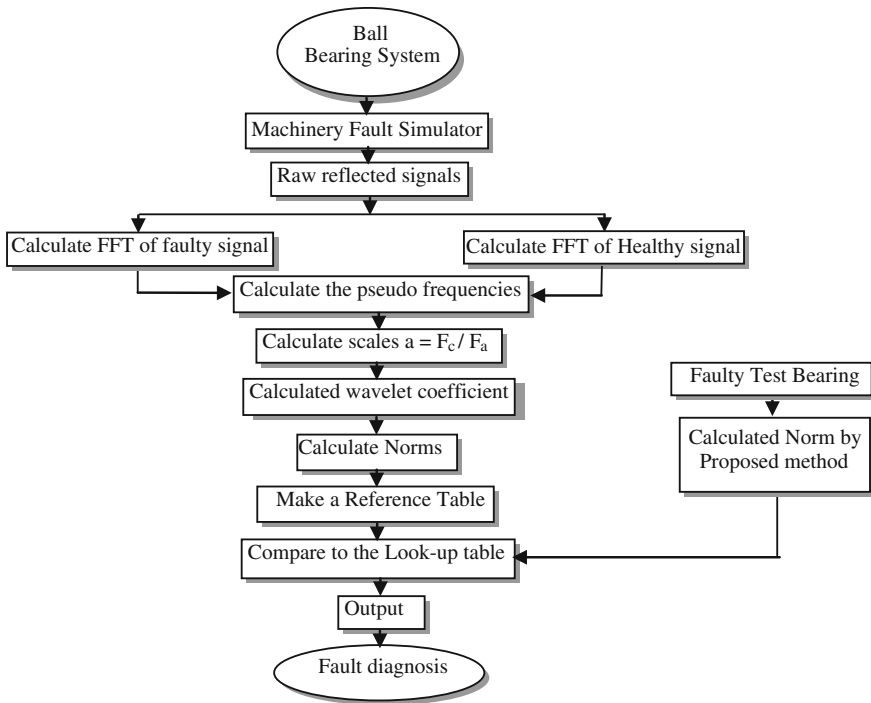 Ball
Bearing System
Machinery Fault Simulator
Raw reflected signals
Calculate FFT of faulty signal
Calculate FFT of Healthy signal
Calculate the pseudo frequencies
Calculate scales a = F_c / F_a
Calculated wavelet coefficient
Faulty Test Bearing
Calculate Norms
Calculated Norm by
Proposed method
Make a Reference Table
Compare to the Look-up table
Output
Fault diagnosis